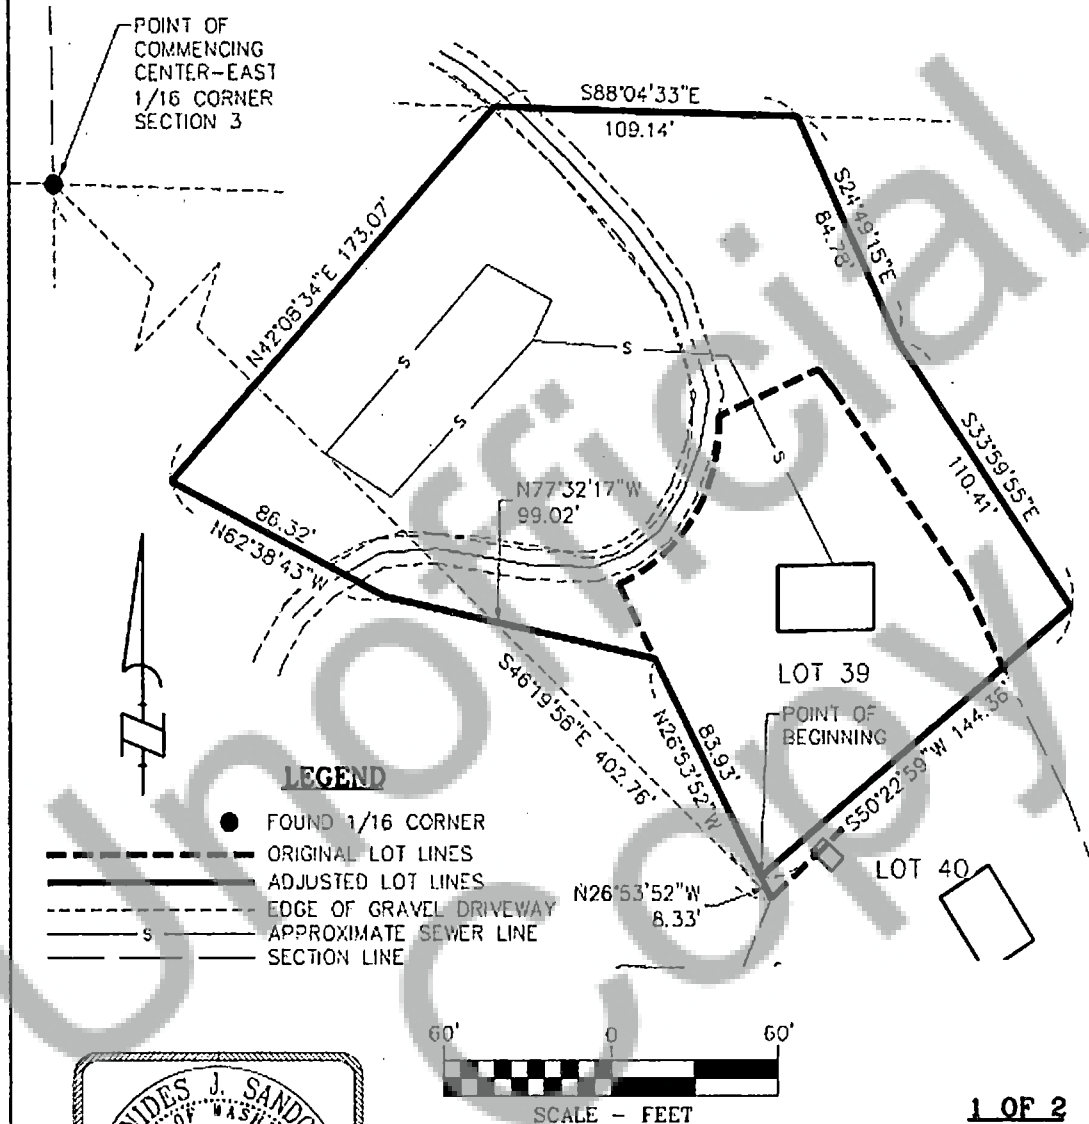 POINT OF
COMMENCING
CENTER-EAST
1/16 CORNER
SECTION 3
S88°04'33"E
109.14'
S24°49'15"E
84.78'
N42°08'34"E 173.07'
S
S
S
S
S33°59'55"E
110.41'
N77°32'17"W
99.02'
86.32'
N62°38'43"W
LOT 39
POINT OF
BEGINNING
S46°19'56"E 402.76'
83.93'
N26°53'52"W
S50°22'59"W 144.36'
LOT 40
N26°53'52"W
8.33'
LEGEND
FOUND 1/16 CORNER
ORIGINAL LOT LINES
ADJUSTED LOT LINES
EDGE OF GRAVEL DRIVEWAY
S APPROXIMATE SEWER LINE
SECTION LINE
N
60' 0 60'
SCALE - FEET
1 OF 2
NIDES J. SANDO
OF WASH
Unofficial
Copy